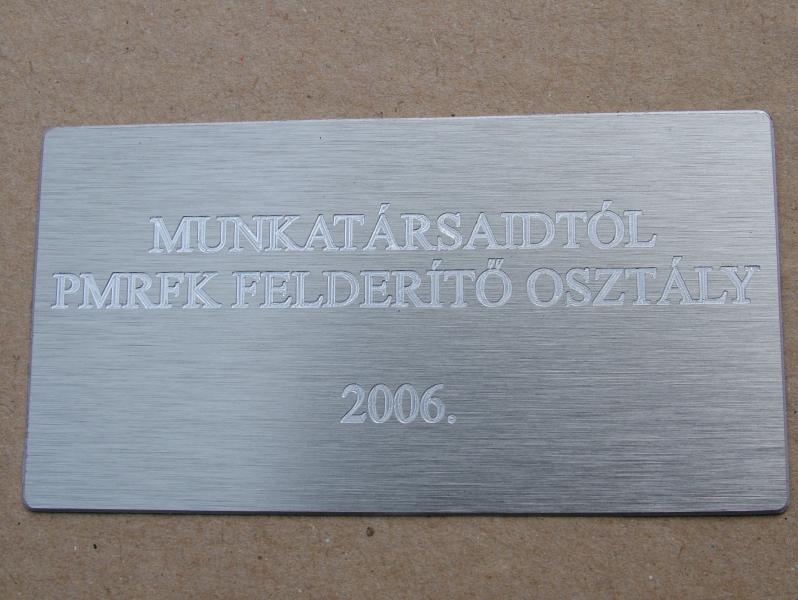 MUNKATÁRSAIDTÓL
PMRFK FELDERÍTŐ OSZTÁLY
2006.